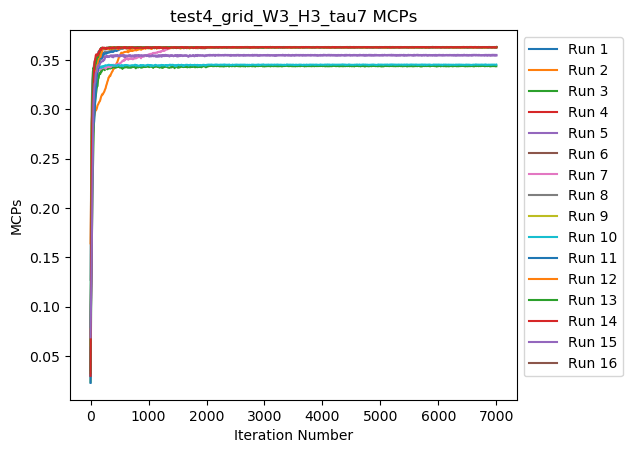 test4_grid_W3_H3_tau7 MCPs
MCPs
0.35
0.30
0.25
0.20
0.15
0.10
0.05
0
1000
2000
3000
4000
5000
6000
7000
Iteration Number
Run 1
Run 2
Run 3
Run 4
Run 5
Run 6
Run 7
Run 8
Run 9
Run 10
Run 11
Run 12
Run 13
Run 14
Run 15
Run 16